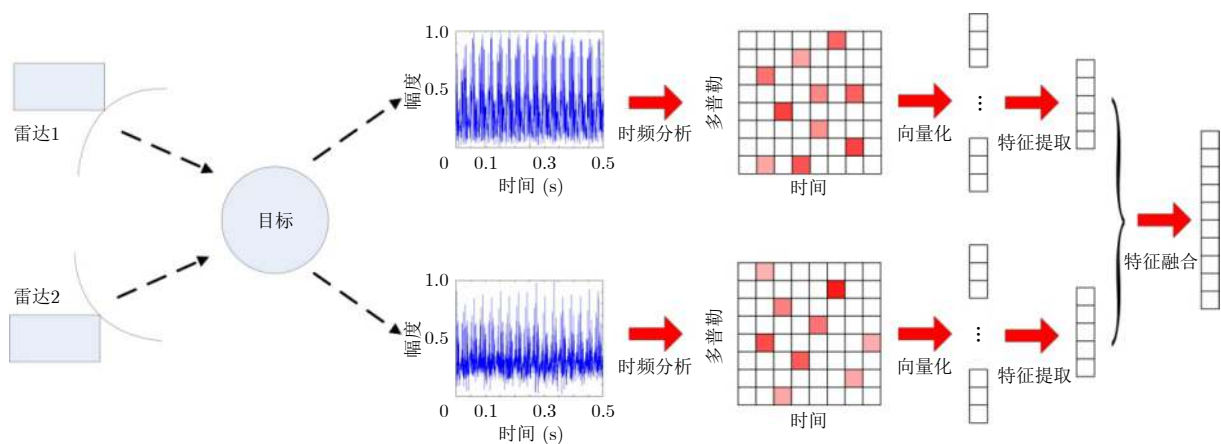 雷达1
目标
雷达2
1.0
0.5
幅度
0 0.1 0.3 0.5
时间 (s)
时频分析
多普勒
时间
向量化
⋮
特征提取
1.0
0.5
幅度
0 0.1 0.3 0.5
时间 (s)
时频分析
多普勒
时间
向量化
⋮
特征提取
特征融合